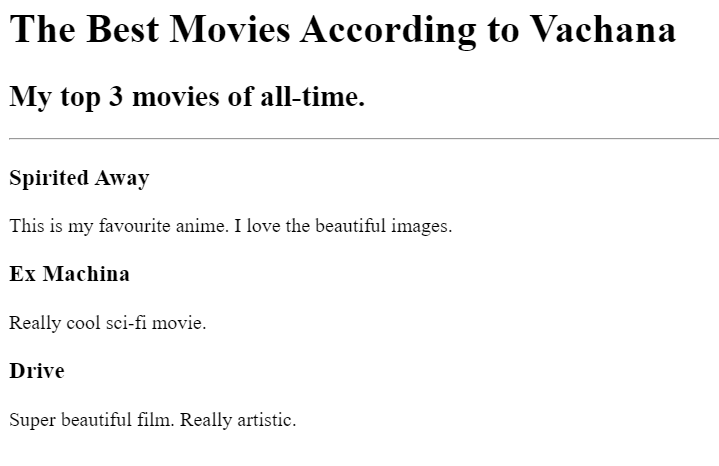 The Best Movies According to Vachana
My top 3 movies of all-time.
Spirited Away
This is my favourite anime. I love the beautiful images.
Ex Machina
Really cool sci-fi movie.
Drive
Super beautiful film. Really artistic.